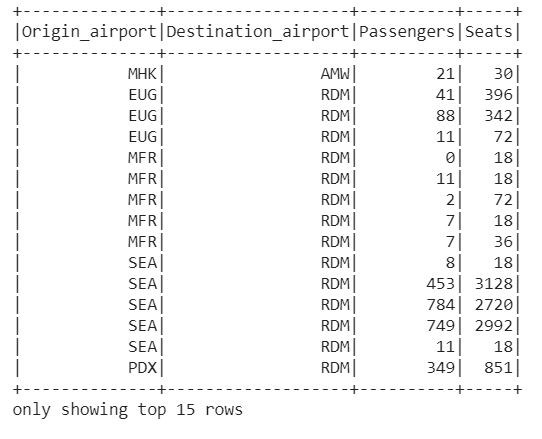 +--------------+-------------------+----------+-----+
|Origin_airport|Destination_airport|Passengers|Seats|
+--------------+-------------------+----------+-----+
|           MHK|                AMW|        21|   30|
|           EUG|                RDM|        41|  396|
|           EUG|                RDM|        88|  342|
|           EUG|                RDM|        11|   72|
|           MFR|                RDM|         0|   18|
|           MFR|                RDM|        11|   18|
|           MFR|                RDM|         2|   72|
|           MFR|                RDM|         7|   18|
|           MFR|                RDM|         7|   36|
|           SEA|                RDM|         8|   18|
|           SEA|                RDM|       453| 3128|
|           SEA|                RDM|       784| 2720|
|           SEA|                RDM|       749| 2992|
|           SEA|                RDM|        11|   18|
|           PDX|                RDM|       349|  851|
+--------------+-------------------+----------+-----+
only showing top 15 rows